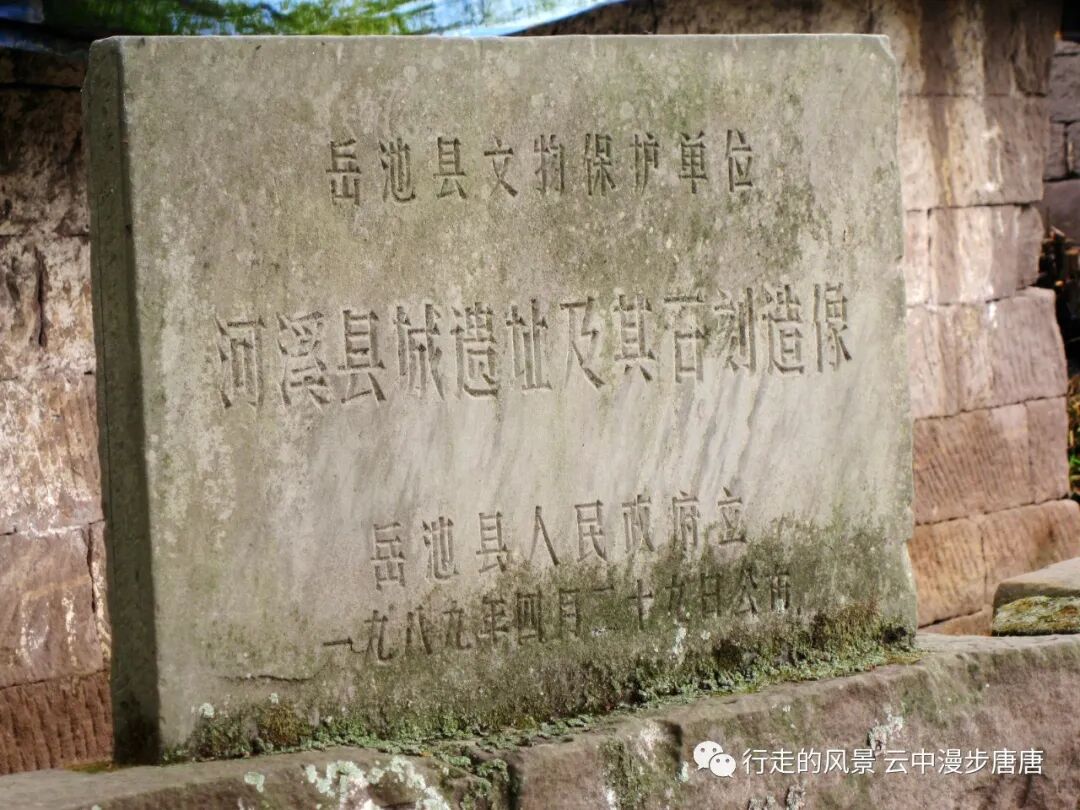 岳池县文物保护单位
河溪县城遗址及其石刻造像
岳池县人民政府立
一九八九年四月二十九日公布
行走的风景 云中漫步唐唐